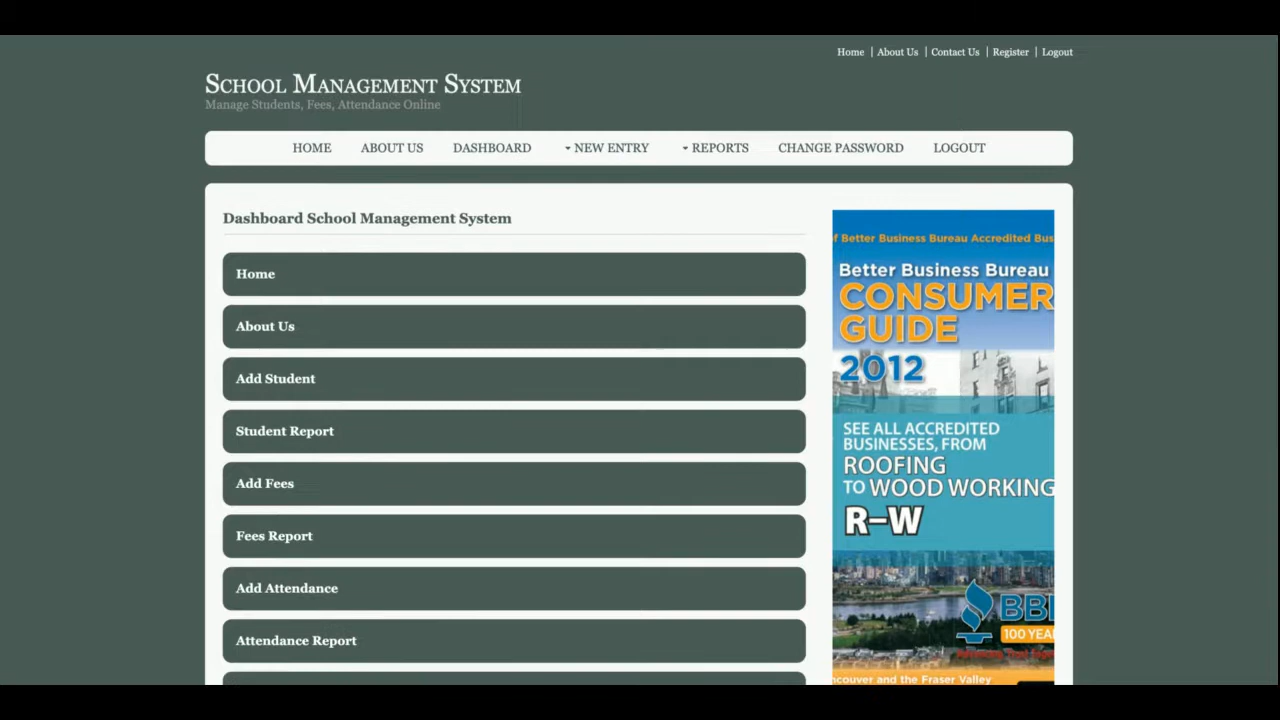 Home | About Us | Contact Us | Register | Logout
School Management System
Manage Students, Fees, Attendance Online
HOME ABOUT US DASHBOARD NEW ENTRY REPORTS CHANGE PASSWORD LOGOUT
Dashboard School Management System
Home
About Us
Add Student
Student Report
Add Fees
Fees Report
Add Attendance
Attendance Report
of Better Business Bureau Accredited Bus
Better Business Bureau
CONSUMER
GUIDE
2012
SEE ALL ACCREDITED
BUSINESSES, FROM
ROOFING
TO WOOD WORKING
R–W
BBB
100 YEA
ncouver and the Fraser Valley